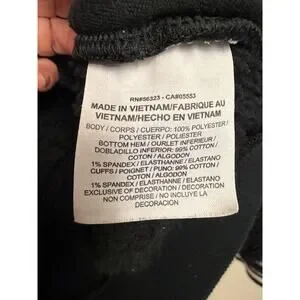 RN#56323 - CA#05553
MADE IN VIETNAM/FABRIQUE AU
VIETNAM/HECHO EN VIETNAM
BODY / CORPS / CUERPO: 100% POLYESTER /
POLYESTER / POLIÉSTER
BOTTOM HEM / OURLET INFERIEUR /
DOBLADILLO INFERIOR: 99% COTTON /
COTON / ALGODON
1% SPANDEX / ELASTHANNE / ELASTANO
CUFFS / POIGNET / PUNO: 99% COTTON /
COTON / ALGODON
1% SPANDEX / ELASTHANNE / ELASTANO
EXCLUSIVE OF DECORATION / DECORATION
NON COMPRISE / NO INCLUYE LA
DECORACION